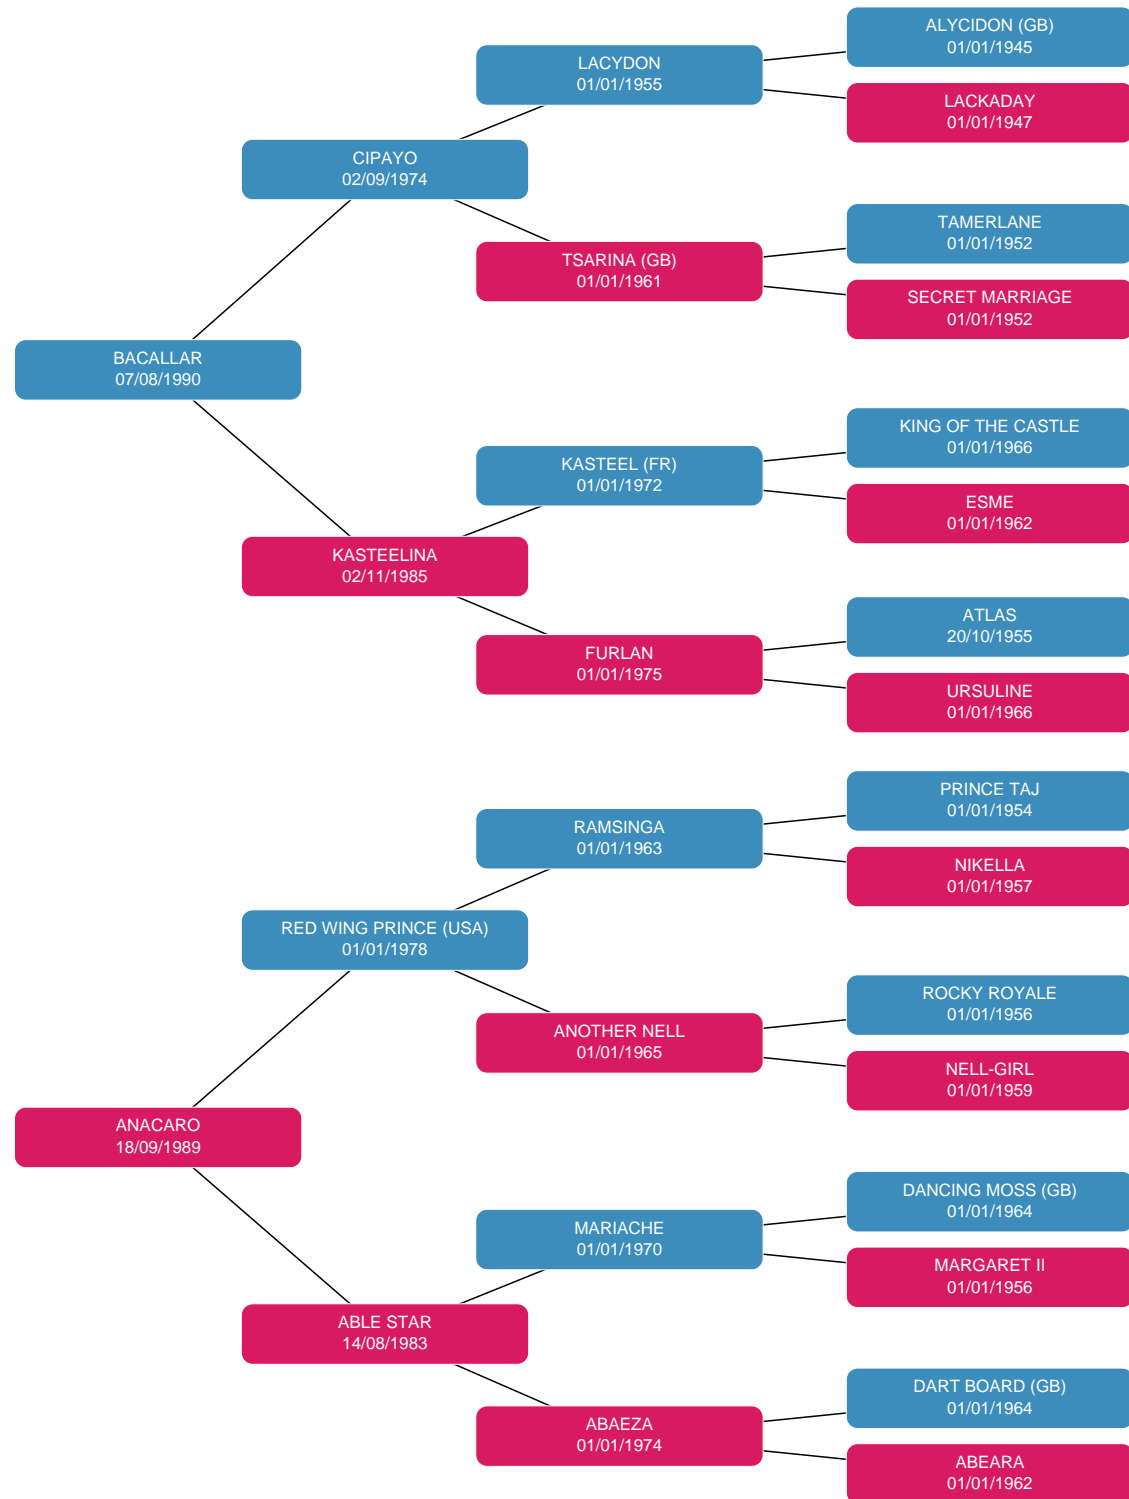 ALYCIDON (GB)
01/01/1945
LACYDON
01/01/1955
LACKADAY
01/01/1947
CIPAYO
02/09/1974
TAMERLANE
01/01/1952
TSARINA (GB)
01/01/1961
SECRET MARRIAGE
01/01/1952
BACALLAR
07/08/1990
KING OF THE CASTLE
01/01/1966
KASTEEL (FR)
01/01/1972
ESME
01/01/1962
KASTEELINA
02/11/1985
ATLAS
20/10/1955
FURLAN
01/01/1975
URSULINE
01/01/1966
PRINCE TAJ
01/01/1954
RAMSINGA
01/01/1963
NIKELLA
01/01/1957
RED WING PRINCE (USA)
01/01/1978
ROCKY ROYALE
01/01/1956
ANOTHER NELL
01/01/1965
NELL-GIRL
01/01/1959
ANACARO
18/09/1989
DANCING MOSS (GB)
01/01/1964
MARIACHE
01/01/1970
MARGARET II
01/01/1956
ABLE STAR
14/08/1983
DART BOARD (GB)
01/01/1964
ABAEZA
01/01/1974
ABEARA
01/01/1962